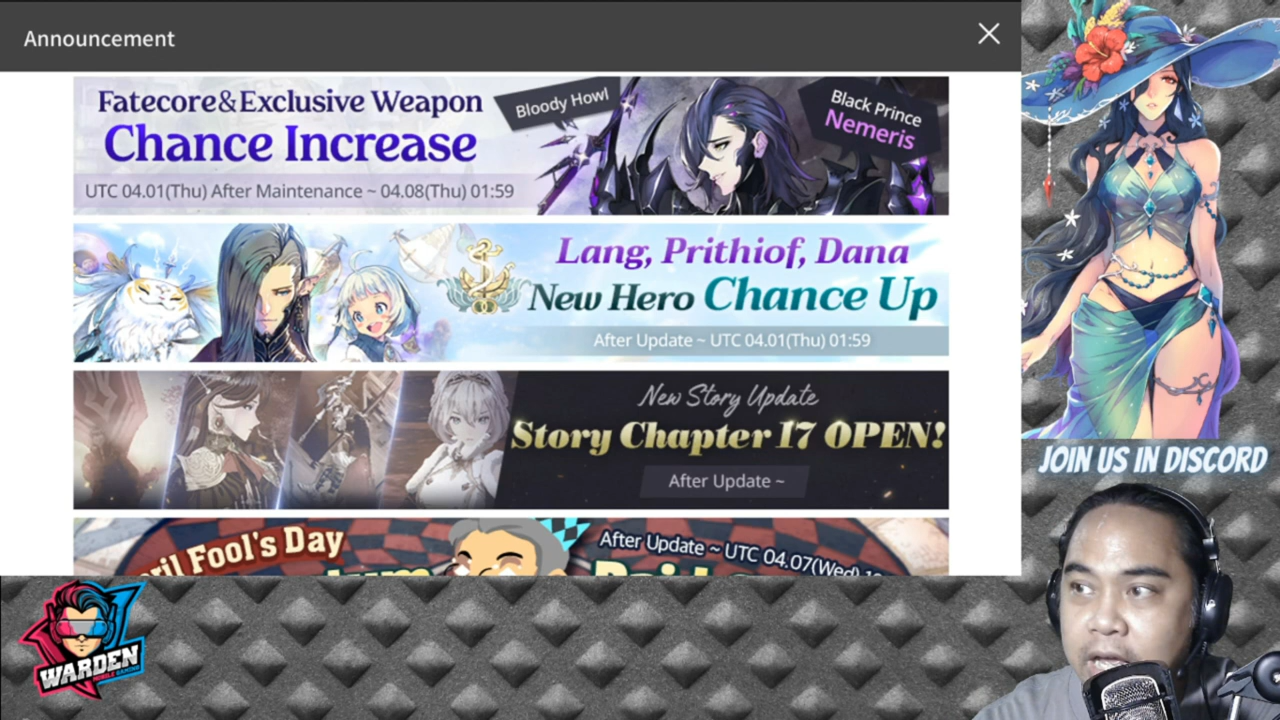 Announcement
Fatecore&Exclusive Weapon
Chance Increase
UTC 04.01(Thu) After Maintenance ~ 04.08(Thu) 01:59
Bloody Howl
Black Prince
Nemeris
Lang, Prithiof, Dana
New Hero Chance Up
After Update ~ UTC 04.01(Thu) 01:59
New Story Update
Story Chapter 17 OPEN!
After Update ~
Fool's Day
After Update ~ UTC 04.07(Wed)
JOIN US IN DISCORD
WARDEN
MOBILE GAMING